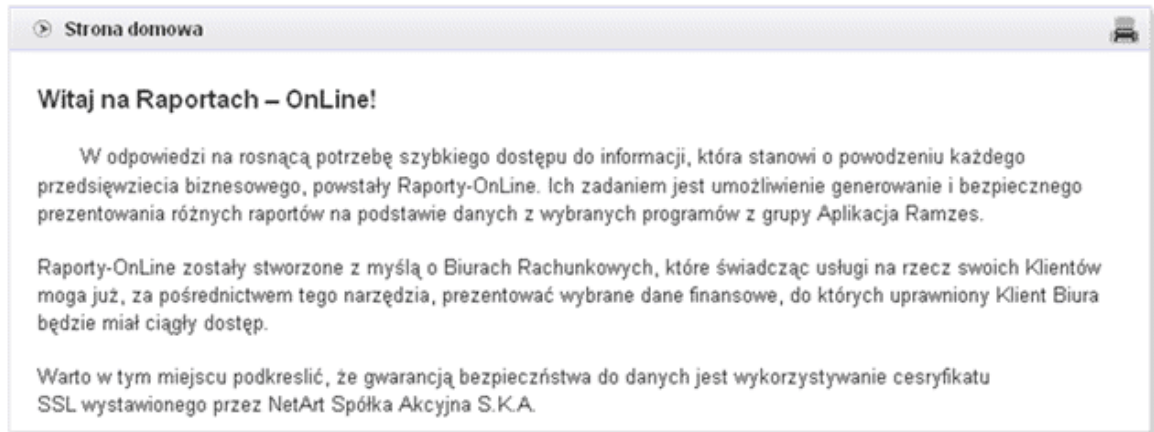 Strona domowa
Witaj na Raportach – OnLine!
W odpowiedzi na rosnącą potrzebę szybkiego dostępu do informacji, która stanowi o powodzeniu każdego
przedsięwziecia biznesowego, powstały Raporty-OnLine. Ich zadaniem jest umożliwienie generowanie i bezpiecznego
prezentowania różnych raportów na podstawie danych z wybranych programów z grupy Aplikacja Ramzes.
Raporty-OnLine zostały stworzone z myślą o Biurach Rachunkowych, które świadcząc usługi na rzecz swoich Klientów
moga już, za pośrednictwem tego narzędzia, prezentować wybrane dane finansowe, do których uprawniony Klient Biura
będzie miał ciągły dostęp.
Warto w tym miejscu podkreslić, że gwarancją bezpieczństwa do danych jest wykorzystywanie cesryfikatu
SSL wystawionego przez NetArt Spółka Akcyjna S.K.A.